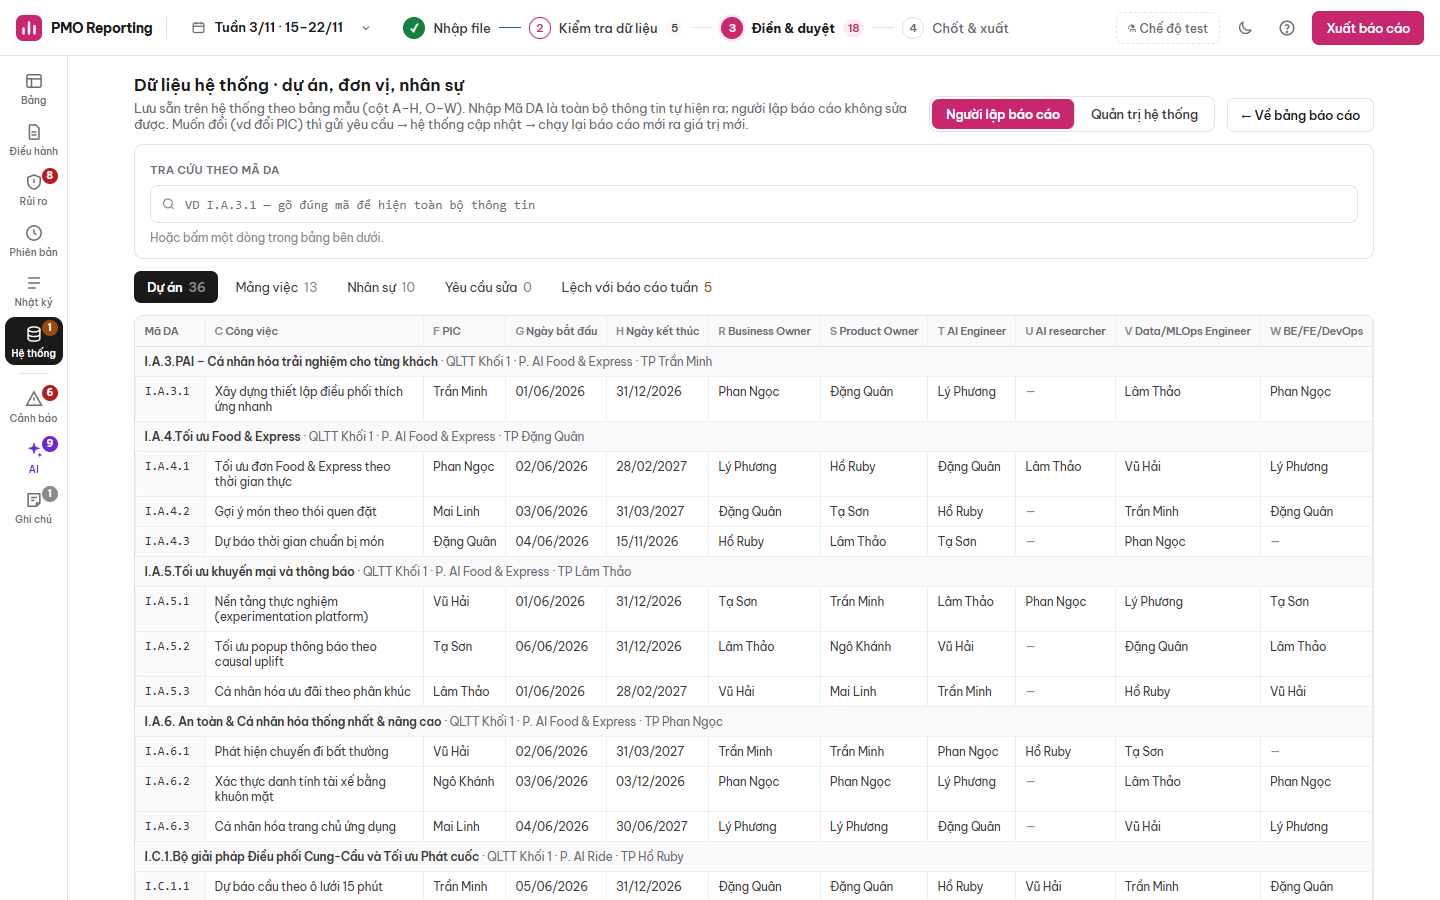 PMO Reporting
Tuần 3/11 · 15–22/11
Nhập file
2 Kiểm tra dữ liệu 5
3 Điền & duyệt 18
4 Chốt & xuất
Chế độ test
Xuất báo cáo
Bảng
Điều hành
8
Rủi ro
Phiên bản
Nhật ký
1
Hệ thống
6
Cảnh báo
9
AI
1
Ghi chú
Dữ liệu hệ thống · dự án, đơn vị, nhân sự
Lưu sẵn trên hệ thống theo bảng mẫu (cột A–H, O–W). Nhập Mã DA là toàn bộ thông tin tự hiện ra; người lập báo cáo không sửa
được. Muốn đổi (vd đổi PIC) thì gửi yêu cầu → hệ thống cập nhật → chạy lại báo cáo mới ra giá trị mới.
Người lập báo cáo
Quản trị hệ thống
← Về bảng báo cáo
TRA CỨU THEO MÃ DA
VD I.A.3.1 — gõ đúng mã để hiện toàn bộ thông tin
Hoặc bấm một dòng trong bảng bên dưới.
Dự án 36 Mảng việc 13 Nhân sự 10 Yêu cầu sửa 0 Lệch với báo cáo tuần 5
Mã DA C Công việc F PIC G Ngày bắt đầu H Ngày kết thúc R Business Owner S Product Owner T AI Engineer U AI researcher V Data/MLOps Engineer W BE/FE/DevOps
I.A.3.PAI – Cá nhân hóa trải nghiệm cho từng khách · QLTT Khối 1 · P. AI Food & Express · TP Trần Minh
I.A.3.1 Xây dựng thiết lập điều phối thích Trần Minh 01/06/2026 31/12/2026 Phan Ngọc Đặng Quân Lý Phương — Lâm Thảo Phan Ngọc
ứng nhanh
I.A.4.Tối ưu Food & Express · QLTT Khối 1 · P. AI Food & Express · TP Đặng Quân
I.A.4.1 Tối ưu đơn Food & Express theo Phan Ngọc 02/06/2026 28/02/2027 Lý Phương Hồ Ruby Đặng Quân Lâm Thảo Vũ Hải Lý Phương
thời gian thực
I.A.4.2 Gợi ý món theo thói quen đặt Mai Linh 03/06/2026 31/03/2027 Đặng Quân Tạ Sơn Hồ Ruby — Trần Minh Đặng Quân
I.A.4.3 Dự báo thời gian chuẩn bị món Đặng Quân 04/06/2026 15/11/2026 Hồ Ruby Lâm Thảo Tạ Sơn — Phan Ngọc —
I.A.5.Tối ưu khuyến mại và thông báo · QLTT Khối 1 · P. AI Food & Express · TP Lâm Thảo
I.A.5.1 Nền tảng thực nghiệm Vũ Hải 01/06/2026 31/12/2026 Tạ Sơn Trần Minh Lâm Thảo Phan Ngọc Lý Phương Tạ Sơn
(experimentation platform)
I.A.5.2 Tối ưu popup thông báo theo Tạ Sơn 06/06/2026 31/12/2026 Lâm Thảo Ngô Khánh Vũ Hải — Đặng Quân Lâm Thảo
causal uplift
I.A.5.3 Cá nhân hóa ưu đãi theo phân khúc Lâm Thảo 01/06/2026 28/02/2027 Vũ Hải Mai Linh Trần Minh — Hồ Ruby Vũ Hải
I.A.6. An toàn & Cá nhân hóa thống nhất & nâng cao · QLTT Khối 1 · P. AI Food & Express · TP Phan Ngọc
I.A.6.1 Phát hiện chuyến đi bất thường Vũ Hải 02/06/2026 31/03/2027 Trần Minh Trần Minh Phan Ngọc Hồ Ruby Tạ Sơn —
I.A.6.2 Xác thực danh tính tài xế bằng Ngô Khánh 03/06/2026 03/12/2026 Phan Ngọc Phan Ngọc Lý Phương — Lâm Thảo Phan Ngọc
khuôn mặt
I.A.6.3 Cá nhân hóa trang chủ ứng dụng Mai Linh 04/06/2026 30/06/2027 Lý Phương Lý Phương Đặng Quân — Vũ Hải Lý Phương
I.C.1.Bộ giải pháp Điều phối Cung-Cầu và Tối ưu Phát cuốc · QLTT Khối 1 · P. AI Ride · TP Hồ Ruby
I.C.1.1 Dự báo cầu theo ô lưới 15 phút Trần Minh 05/06/2026 31/12/2026 Đặng Quân Đặng Quân Hồ Ruby Vũ Hải Trần Minh Đặng Quân